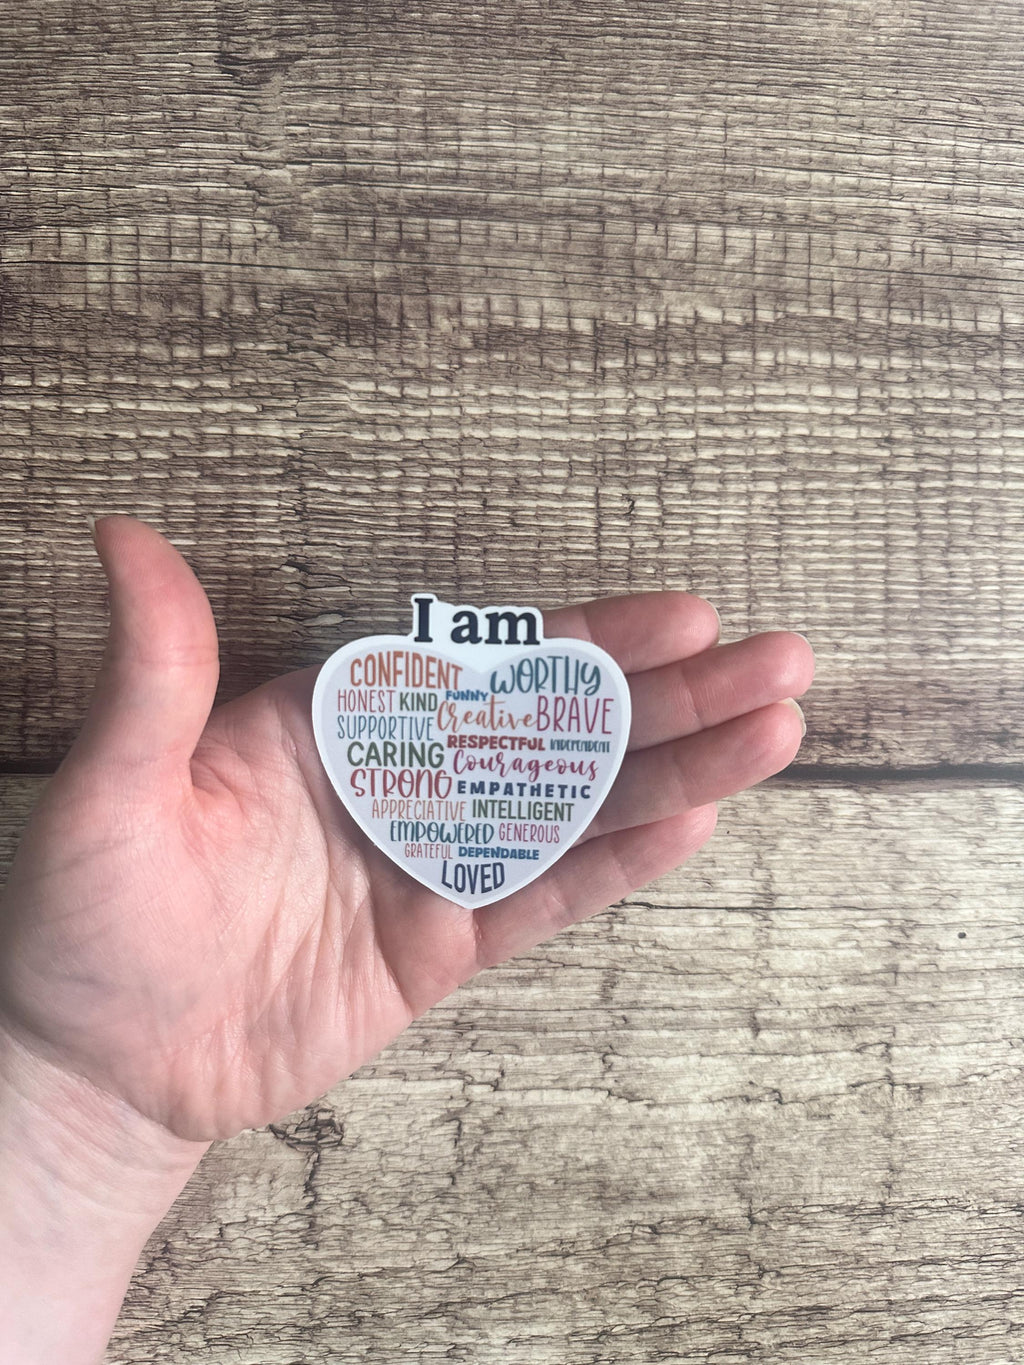 I am
CONFIDENT WORTHY
HONEST KIND FUNNY
SUPPORTIVE Creative BRAVE
CARING RESPECTFUL INDEPENDENT
STRONG Courageous
EMPATHETIC
APPRECIATIVE INTELLIGENT
EMPOWERED GENEROUS
GRATEFUL DEPENDABLE
LOVED